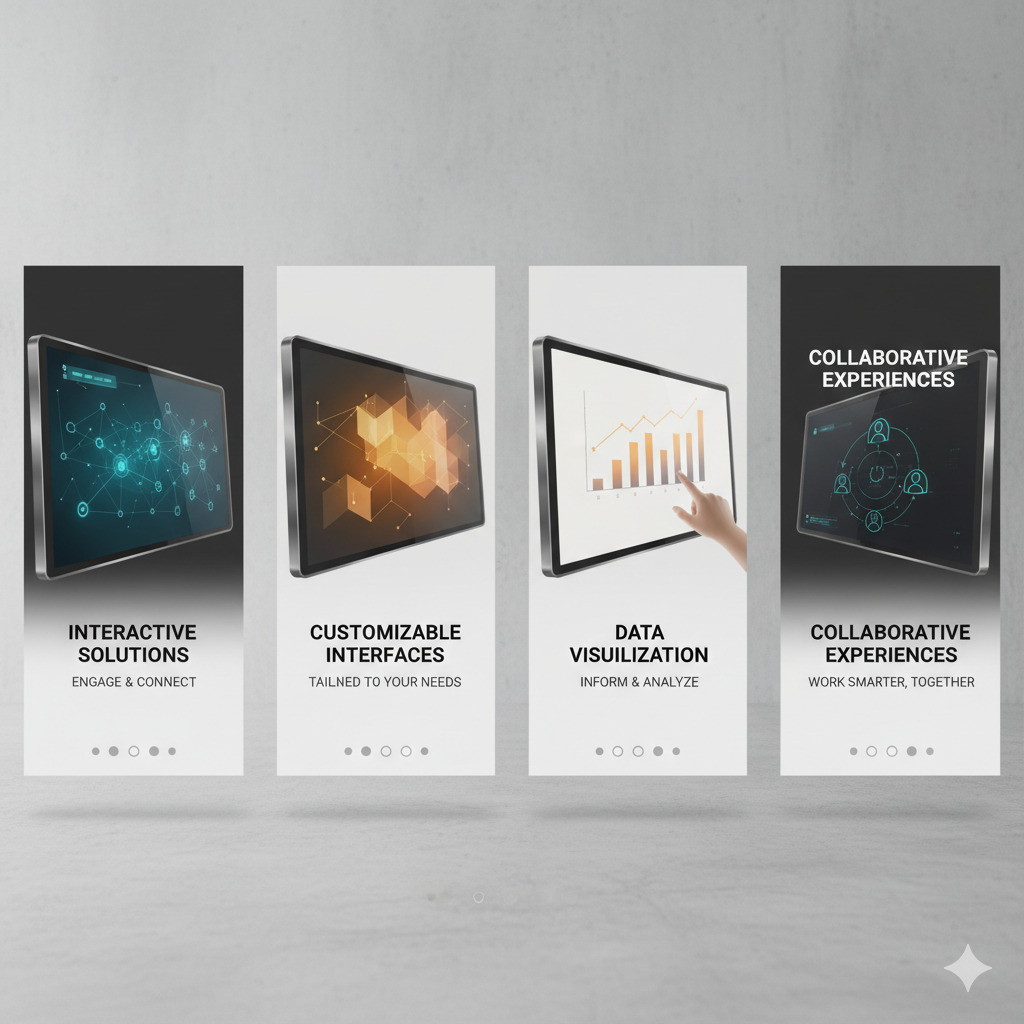 INTERACTIVE
SOLUTIONS
ENGAGE & CONNECT
CUSTOMIZABLE
INTERFACES
TAILNED TO YOUR NEEDS
DATA
VISUILIZATION
INFORM & ANALYZE
COLLABORATIVE
EXPERIENCES
COLLABORATIVE
EXPERIENCES
WORK SMARTER, TOGETHER